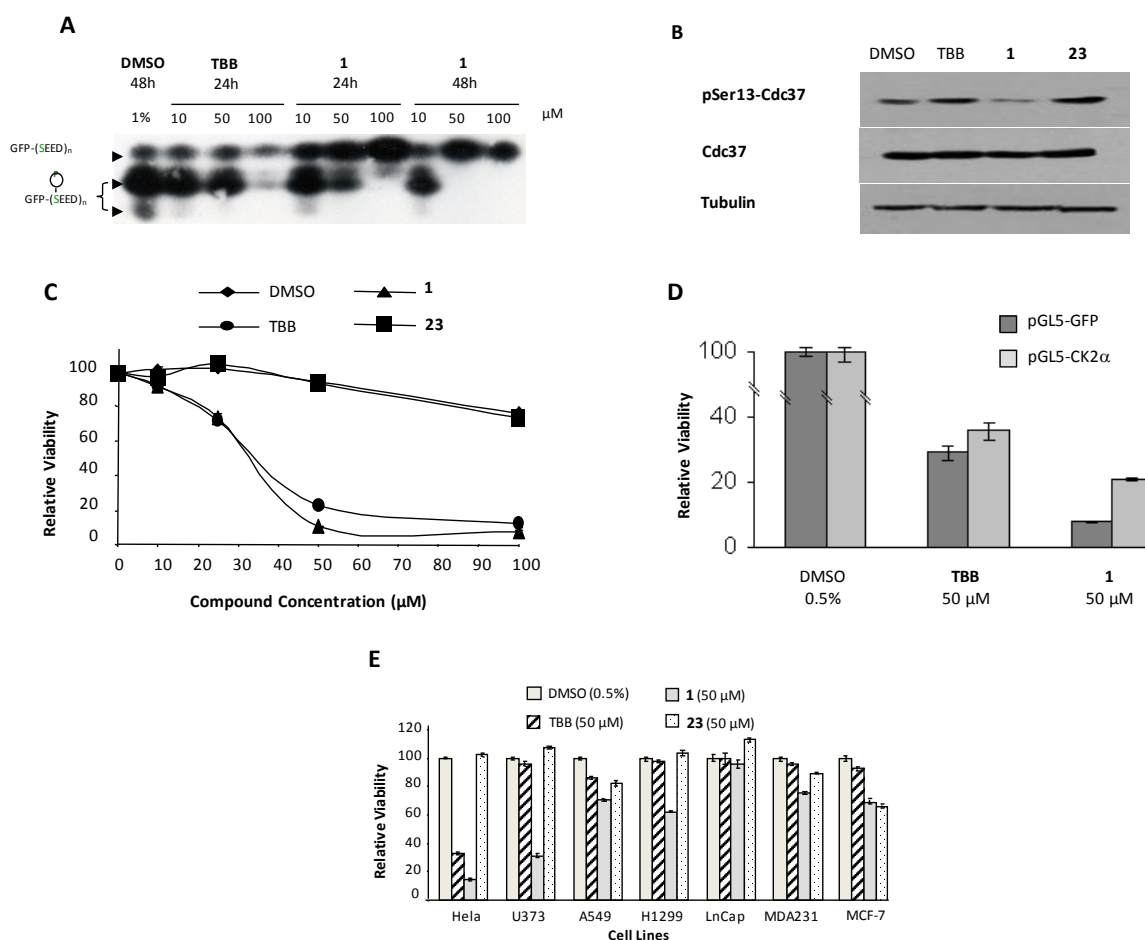 A
DMSO TBB 1 1
48h 24h 24h 48h
1% 10 50 100 10 50 100 10 50 100 µM
GFP-(SEED)n
P
GFP-(SEED)n
B
DMSO TBB 1 23
pSer13-Cdc37
Cdc37
Tubulin
C
DMSO 1
TBB 23
Relative Viability
100
80
60
40
20
0
0 10 20 30 40 50 60 70 80 90 100
Compound Concentration (µM)
D
pGL5-GFP
pGL5-CK2α
Relative Viability
100
40
20
0
DMSO TBB 1
0.5% 50 µM 50 µM
E
DMSO (0.5%) 1 (50 µM)
TBB (50 µM) 23 (50 µM)
Relative Viability
120
100
80
60
40
20
0
Hela U373 A549 H1299 LnCap MDA231 MCF-7
Cell Lines